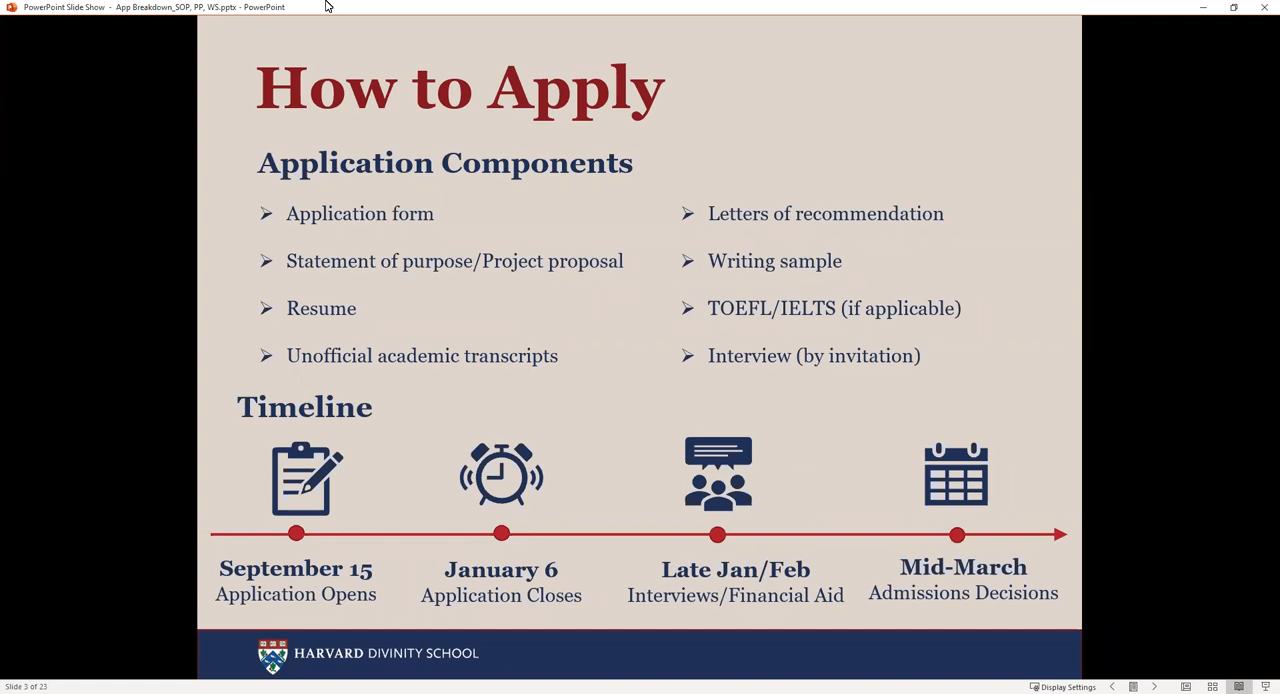 PowerPoint Slide Show - App Breakdown_SOP, PP, WS.pptx - PowerPoint
How to Apply
Application Components
Application form
Statement of purpose/Project proposal
Resume
Unofficial academic transcripts
Letters of recommendation
Writing sample
TOEFL/IELTS (if applicable)
Interview (by invitation)
Timeline
September 15
Application Opens
January 6
Application Closes
Late Jan/Feb
Interviews/Financial Aid
Mid-March
Admissions Decisions
HARVARD DIVINITY SCHOOL
Slide 3 of 23
Display Settings